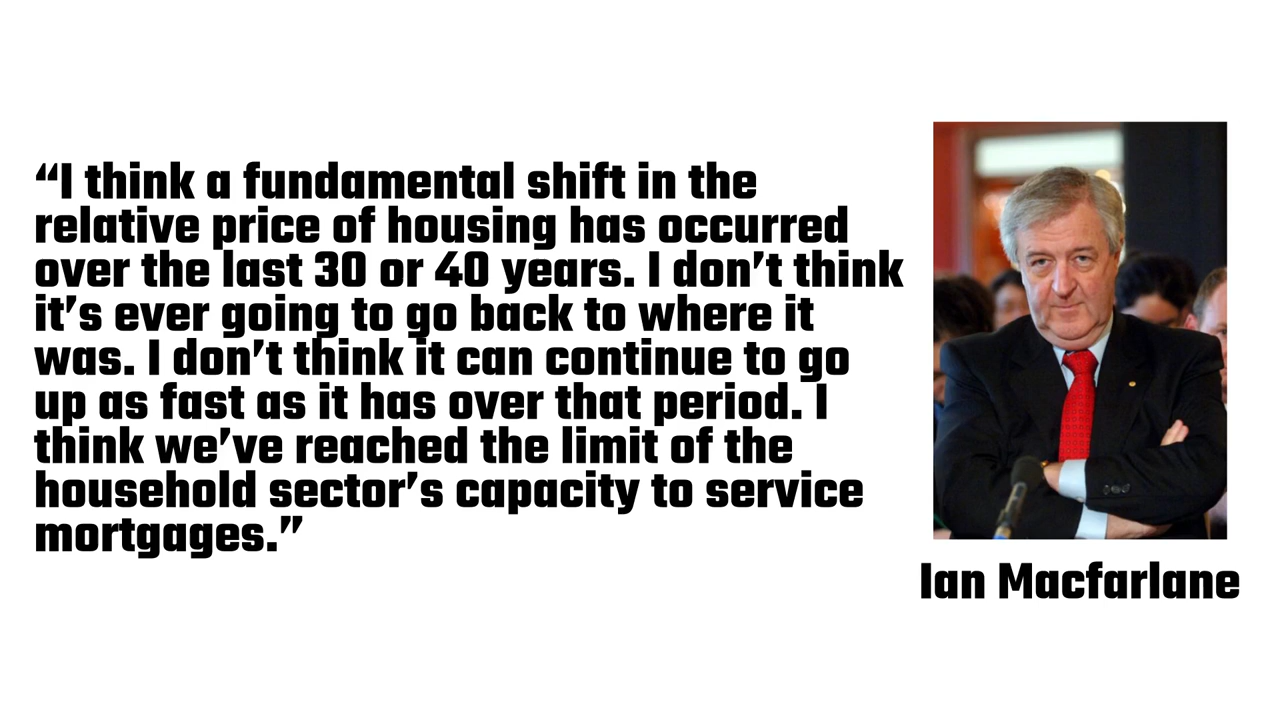 “I think a fundamental shift in the
relative price of housing has occurred
over the last 30 or 40 years. I don’t think
it’s ever going to go back to where it
was. I don’t think it can continue to go
up as fast as it has over that period. I
think we’ve reached the limit of the
household sector’s capacity to service
mortgages.”
Ian Macfarlane